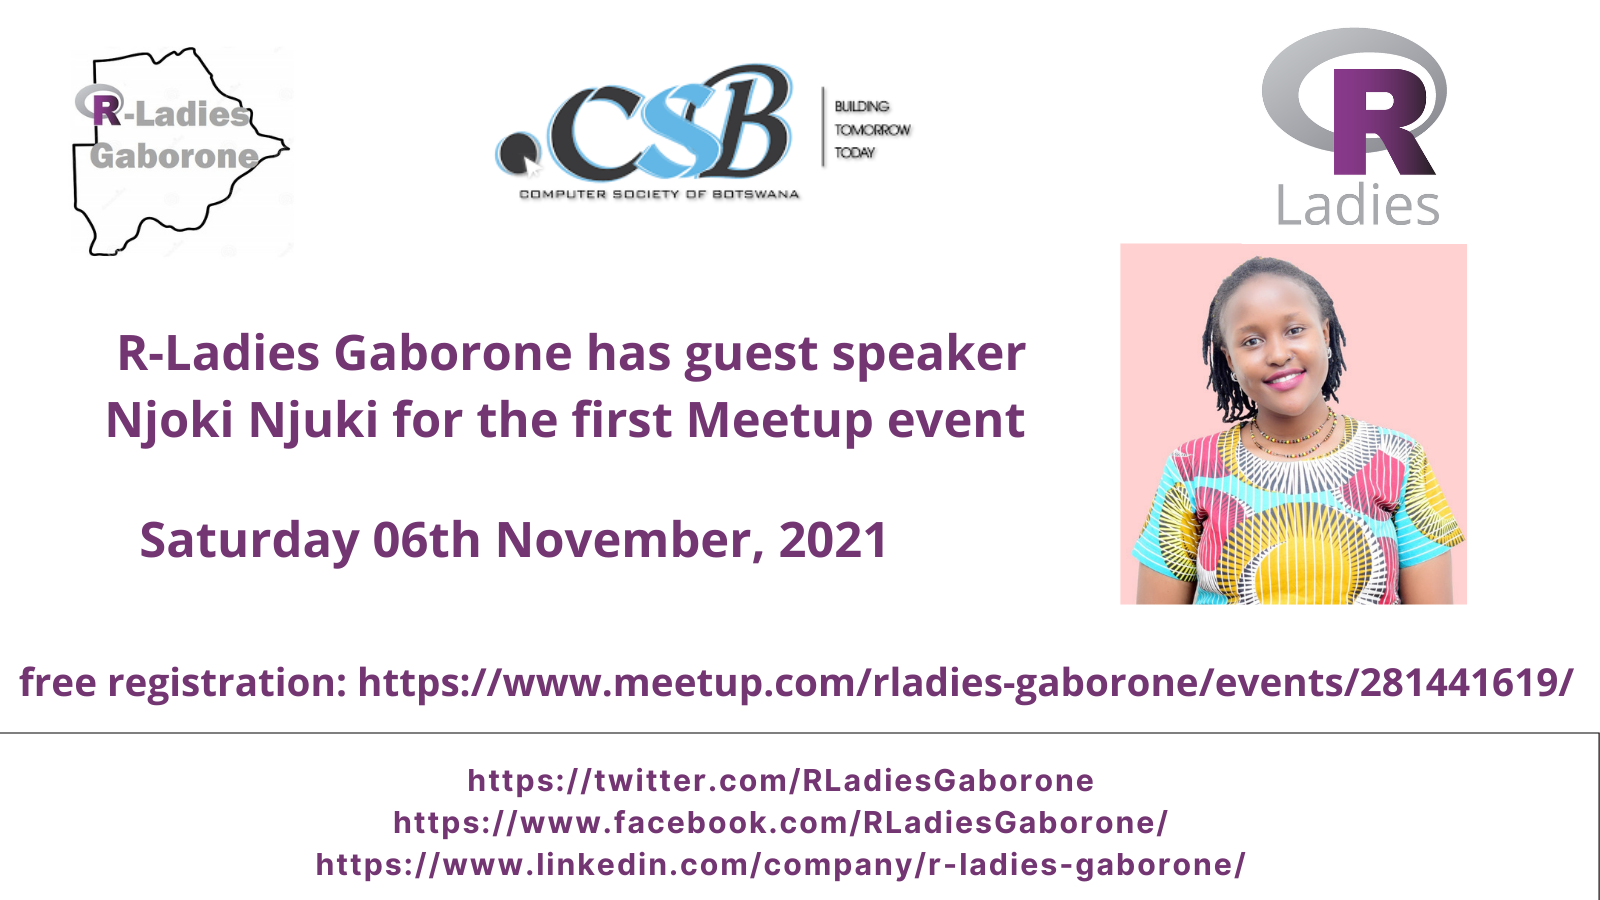 R-Ladies
Gaborone
.CSB
COMPUTER SOCIETY OF BOTSWANA
BUILDING
TOMORROW
TODAY
R
Ladies
R-Ladies Gaborone has guest speaker
Njoki Njuki for the first Meetup event
Saturday 06th November, 2021
free registration: https://www.meetup.com/rladies-gaborone/events/281441619/
https://twitter.com/RLadiesGaborone
https://www.facebook.com/RLadiesGaborone/
https://www.linkedin.com/company/r-ladies-gaborone/